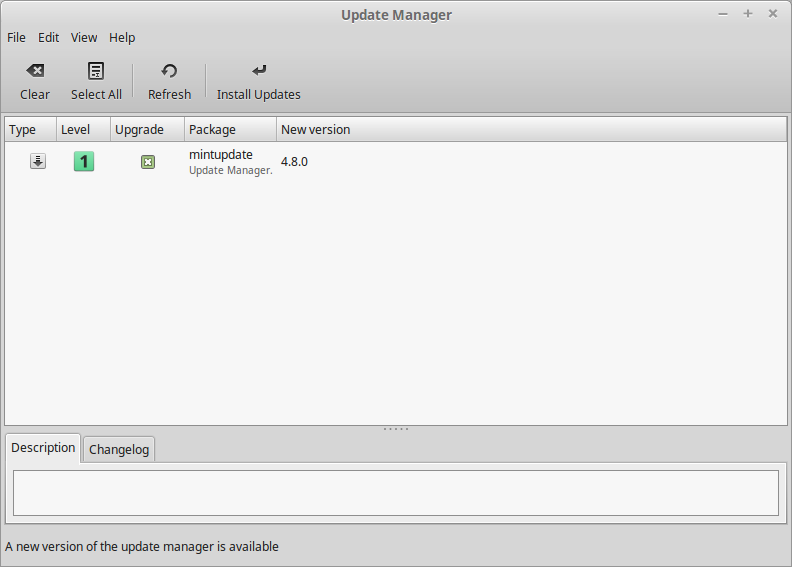 Update Manager
File Edit View Help
Clear Select All Refresh Install Updates
Type Level Upgrade Package New version
1 mintupdate 4.8.0
Update Manager.
Description Changelog
A new version of the update manager is available